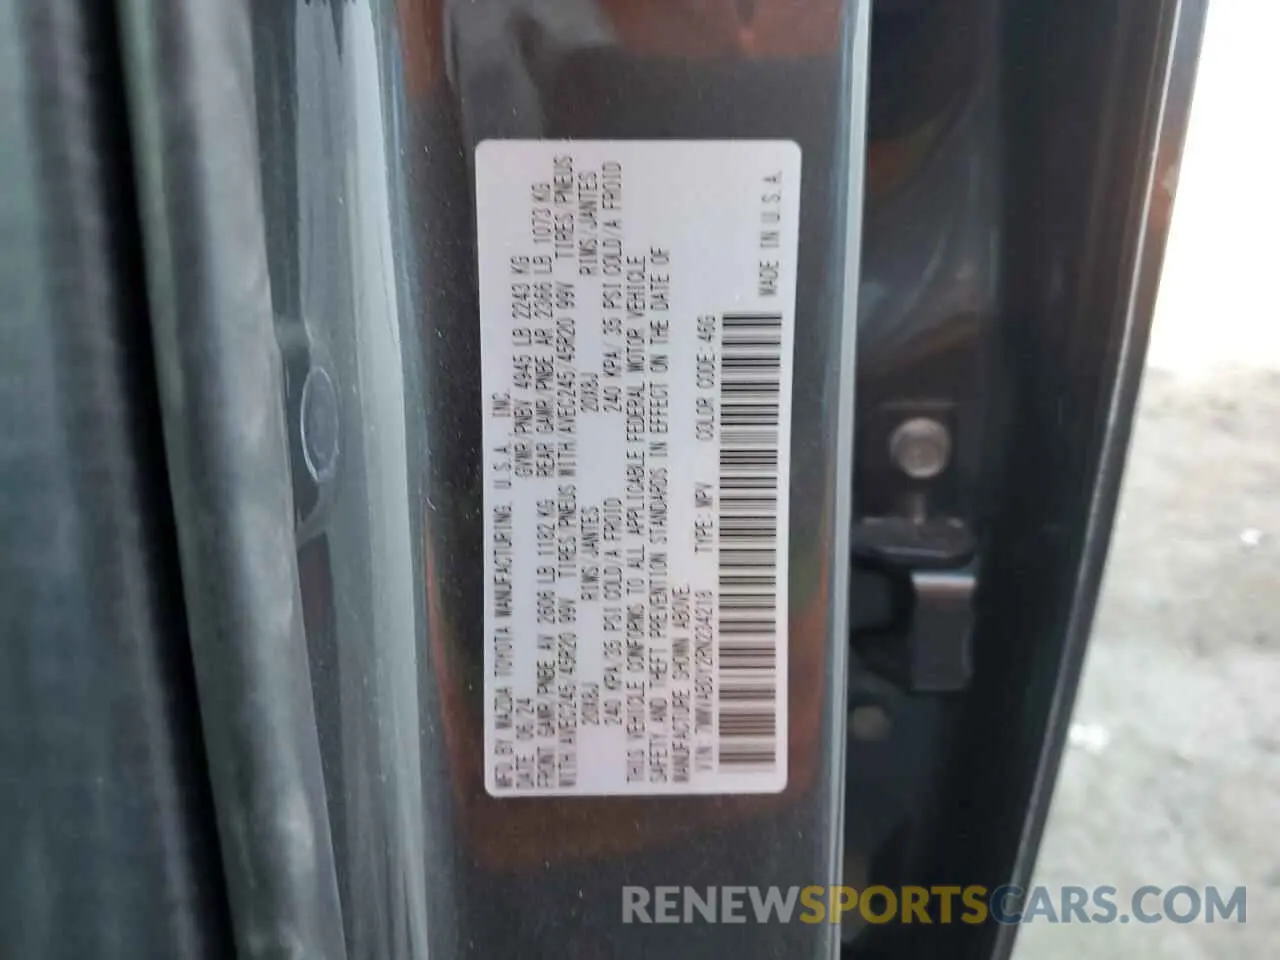 MFD.BY MAZDA TOYOTA MANUFACTURING, U.S.A., INC.
DATE 06/24 GVWR/PNBV 4945 LB 2243 KG
FRONT GAWR/PNBE AV 2606 LB 1182 KG REAR GAWR/PNBE AR 2366 LB 1073 KG
WITH/AVEC245/45R20 99V TIRES/PNEUS WITH/AVEC245/45R20 99V TIRES/PNEUS
20X8J RIMS/JANTES 20X8J RIMS/JANTES
240 KPA/35 PSI COLD/A FROID 240 KPA/35 PSI COLD/A FROID
THIS VEHICLE CONFORMS TO ALL APPLICABLE FEDERAL MOTOR VEHICLE
SAFETY, AND THEFT PREVENTION STANDARDS IN EFFECT ON THE DATE OF
MANUFACTURE SHOWN ABOVE.
VIN: TYPE: MPV COLOR CODE:46G
MADE IN U.S.A.
RENEWSPORTSCARS.COM